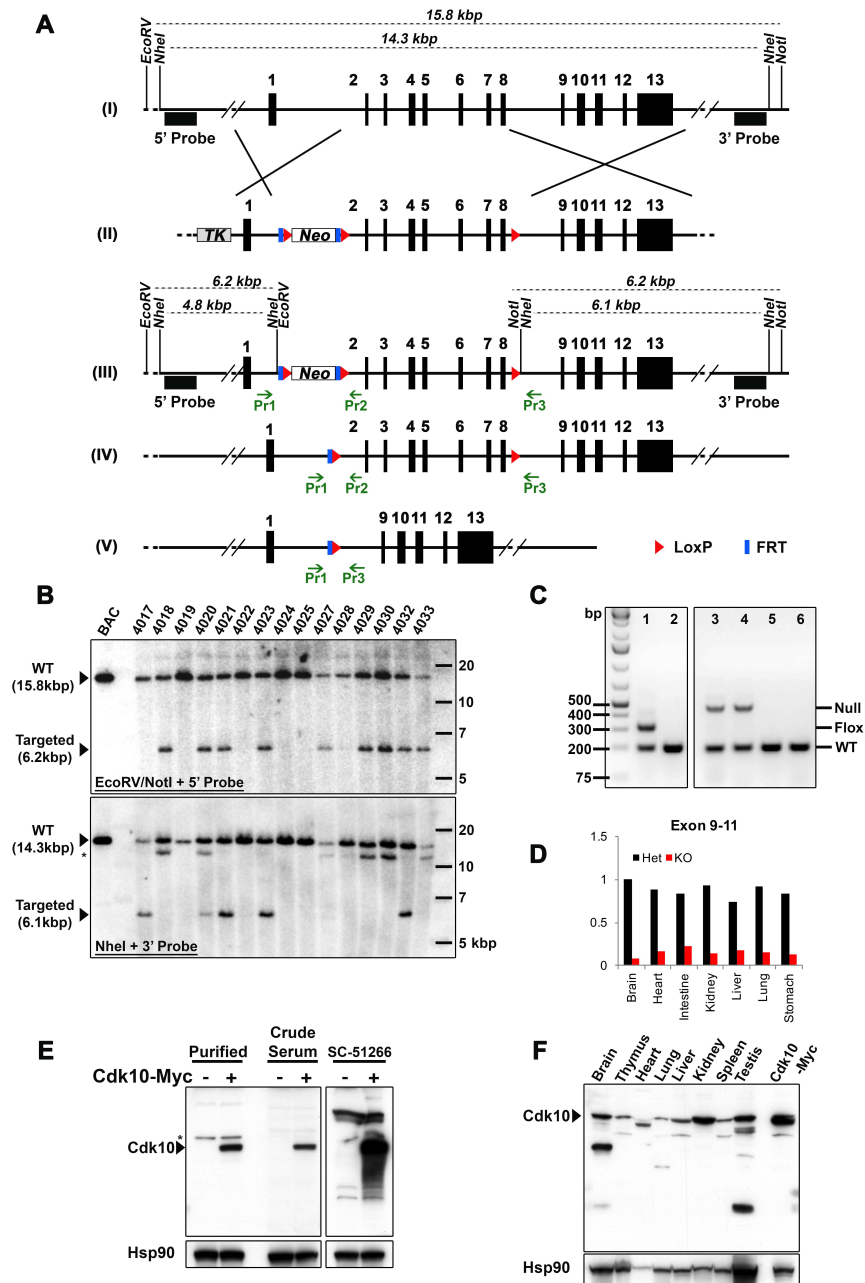 A
15.8 kbp
14.3 kbp
EcoRV
NheI
NheI
NotI
1 2 3 4 5 6 7 8 9 10 11 12 13
(I)
5' Probe
3' Probe
1 2 3 4 5 6 7 8 9 10 11 12 13
(II)
TK
Neo
6.2 kbp
6.2 kbp
4.8 kbp
6.1 kbp
EcoRV
NheI
NheI
EcoRV
NotI
NheI
NheI
NotI
1 2 3 4 5 6 7 8 9 10 11 12 13
(III)
Neo
5' Probe
3' Probe
Pr1 Pr2 Pr3
1 2 3 4 5 6 7 8 9 10 11 12 13
(IV)
Pr1 Pr2 Pr3
1 9 10 11 12 13
(V)
Pr1 Pr3
LoxP
FRT
B
BAC 4017 4018 4019 4020 4021 4022 4023 4024 4025 4027 4028 4029 4030 4032 4033
WT
(15.8kbp)
20
10
7
Targeted
(6.2kbp)
5
EcoRV/NotI + 5' Probe
WT
(14.3kbp)
20
*
10
7
Targeted
(6.1kbp)
5 kbp
NheI + 3' Probe
C
bp
1 2 3 4 5 6
500
400
300
200
75
Null
Flox
WT
D
Exon 9-11
1.5
Het KO
1
0.5
0
Brain
Heart
Intestine
Kidney
Liver
Lung
Stomach
E
Purified
Crude
Serum
SC-51266
Cdk10-Myc - + - + - +
*
Cdk10
Hsp90
F
Brain
Thymus
Heart
Lung
Liver
Kidney
Spleen
Testis
Cdk10
-Myc
Cdk10
Hsp90